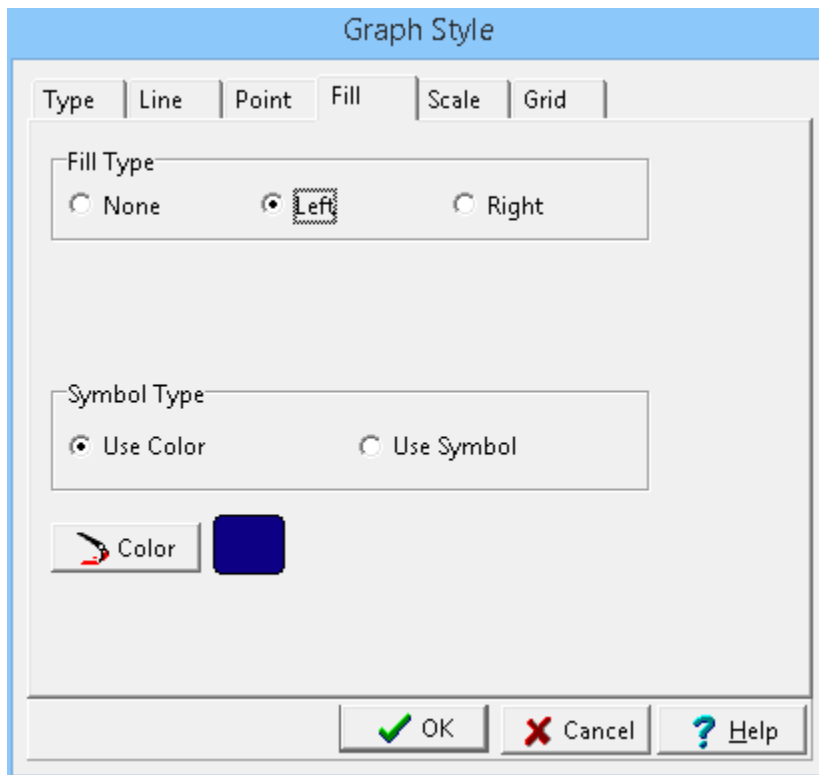 Graph Style
Type Line Point Fill Scale Grid
Fill Type
None Left Right
Symbol Type
Use Color Use Symbol
Color
OK Cancel Help